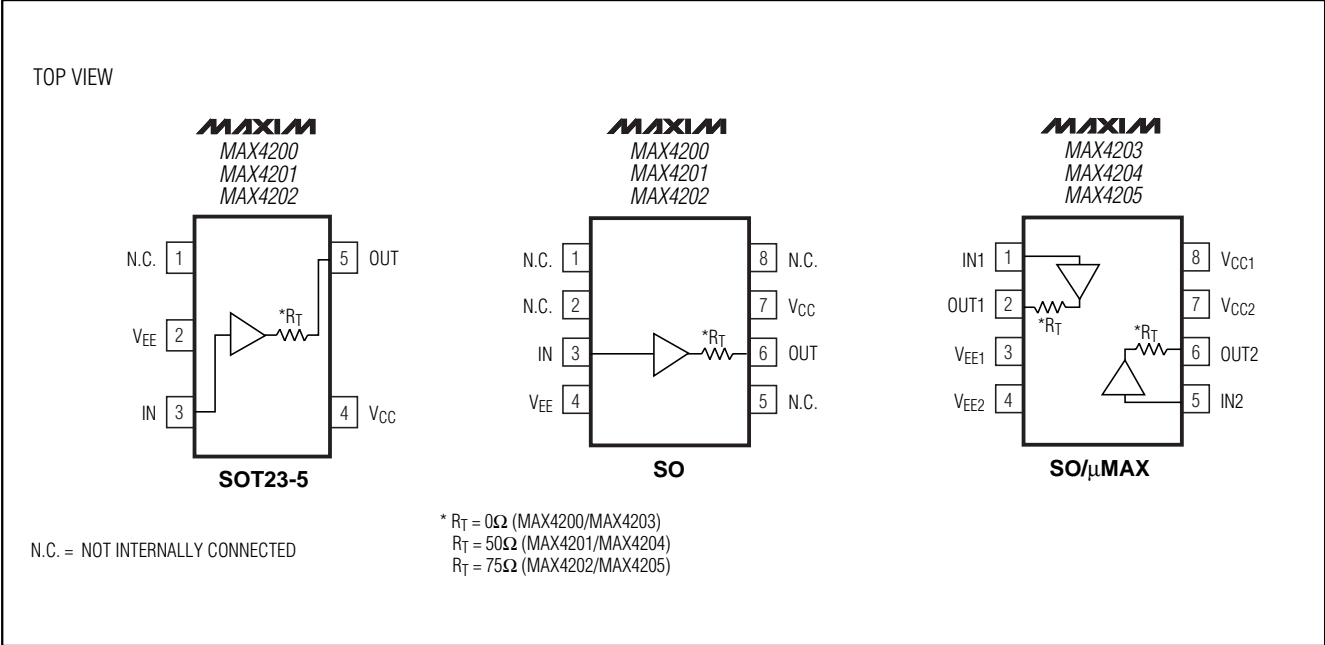 TOP VIEW
MAXIM
MAX4200
MAX4201
MAX4202
N.C. 1
5 OUT
*RT
VEE 2
IN 3
4 VCC
SOT23-5
MAXIM
MAX4200
MAX4201
MAX4202
N.C. 1
8 N.C.
N.C. 2
7 VCC
*RT
IN 3
6 OUT
VEE 4
5 N.C.
SO
MAXIM
MAX4203
MAX4204
MAX4205
IN1 1
8 VCC1
OUT1 2
7 VCC2
*RT
*RT
VEE1 3
6 OUT2
VEE2 4
5 IN2
SO/µMAX
N.C. = NOT INTERNALLY CONNECTED
* RT = 0Ω (MAX4200/MAX4203)
RT = 50Ω (MAX4201/MAX4204)
RT = 75Ω (MAX4202/MAX4205)